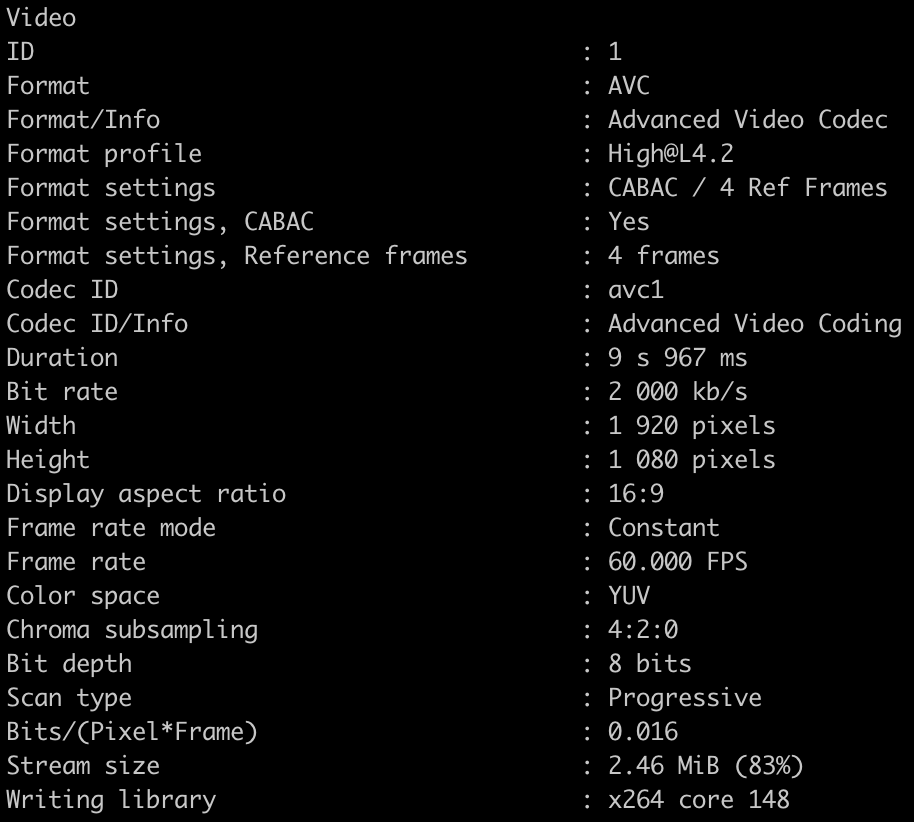 Video
ID : 1
Format : AVC
Format/Info : Advanced Video Codec
Format profile : High@L4.2
Format settings : CABAC / 4 Ref Frames
Format settings, CABAC : Yes
Format settings, Reference frames : 4 frames
Codec ID : avc1
Codec ID/Info : Advanced Video Coding
Duration : 9 s 967 ms
Bit rate : 2 000 kb/s
Width : 1 920 pixels
Height : 1 080 pixels
Display aspect ratio : 16:9
Frame rate mode : Constant
Frame rate : 60.000 FPS
Color space : YUV
Chroma subsampling : 4:2:0
Bit depth : 8 bits
Scan type : Progressive
Bits/(Pixel*Frame) : 0.016
Stream size : 2.46 MiB (83%)
Writing library : x264 core 148